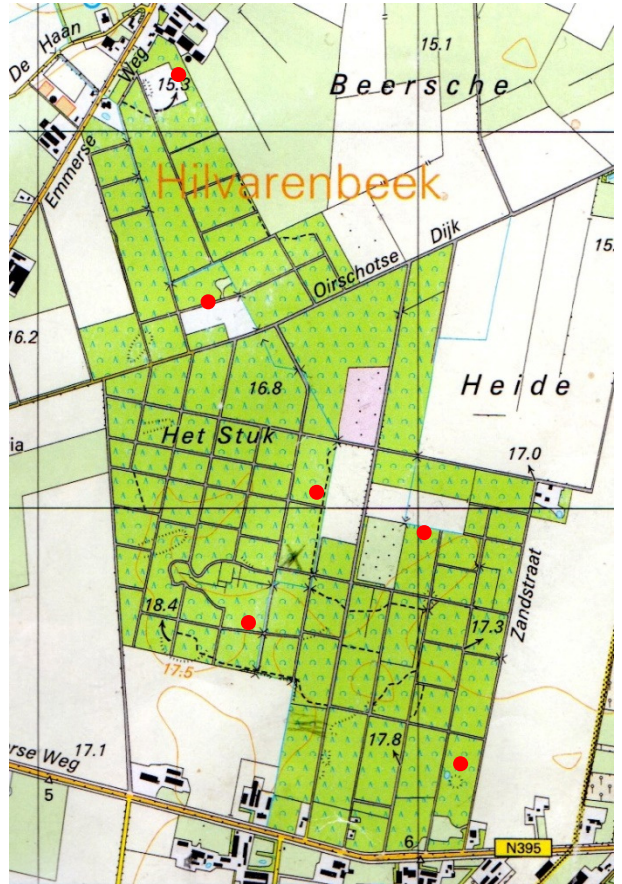 De Haan
Weg
15.1
Beersche
15.3
Emmerse
Hilvarenbeek
Dijk
Oirschotse
15.
16.2
16.8
Heide
Het Stuk
ia
17.0
Zandstraat
18.4
17.3
17.5
17.8
rse Weg
17.1
5
6
N395